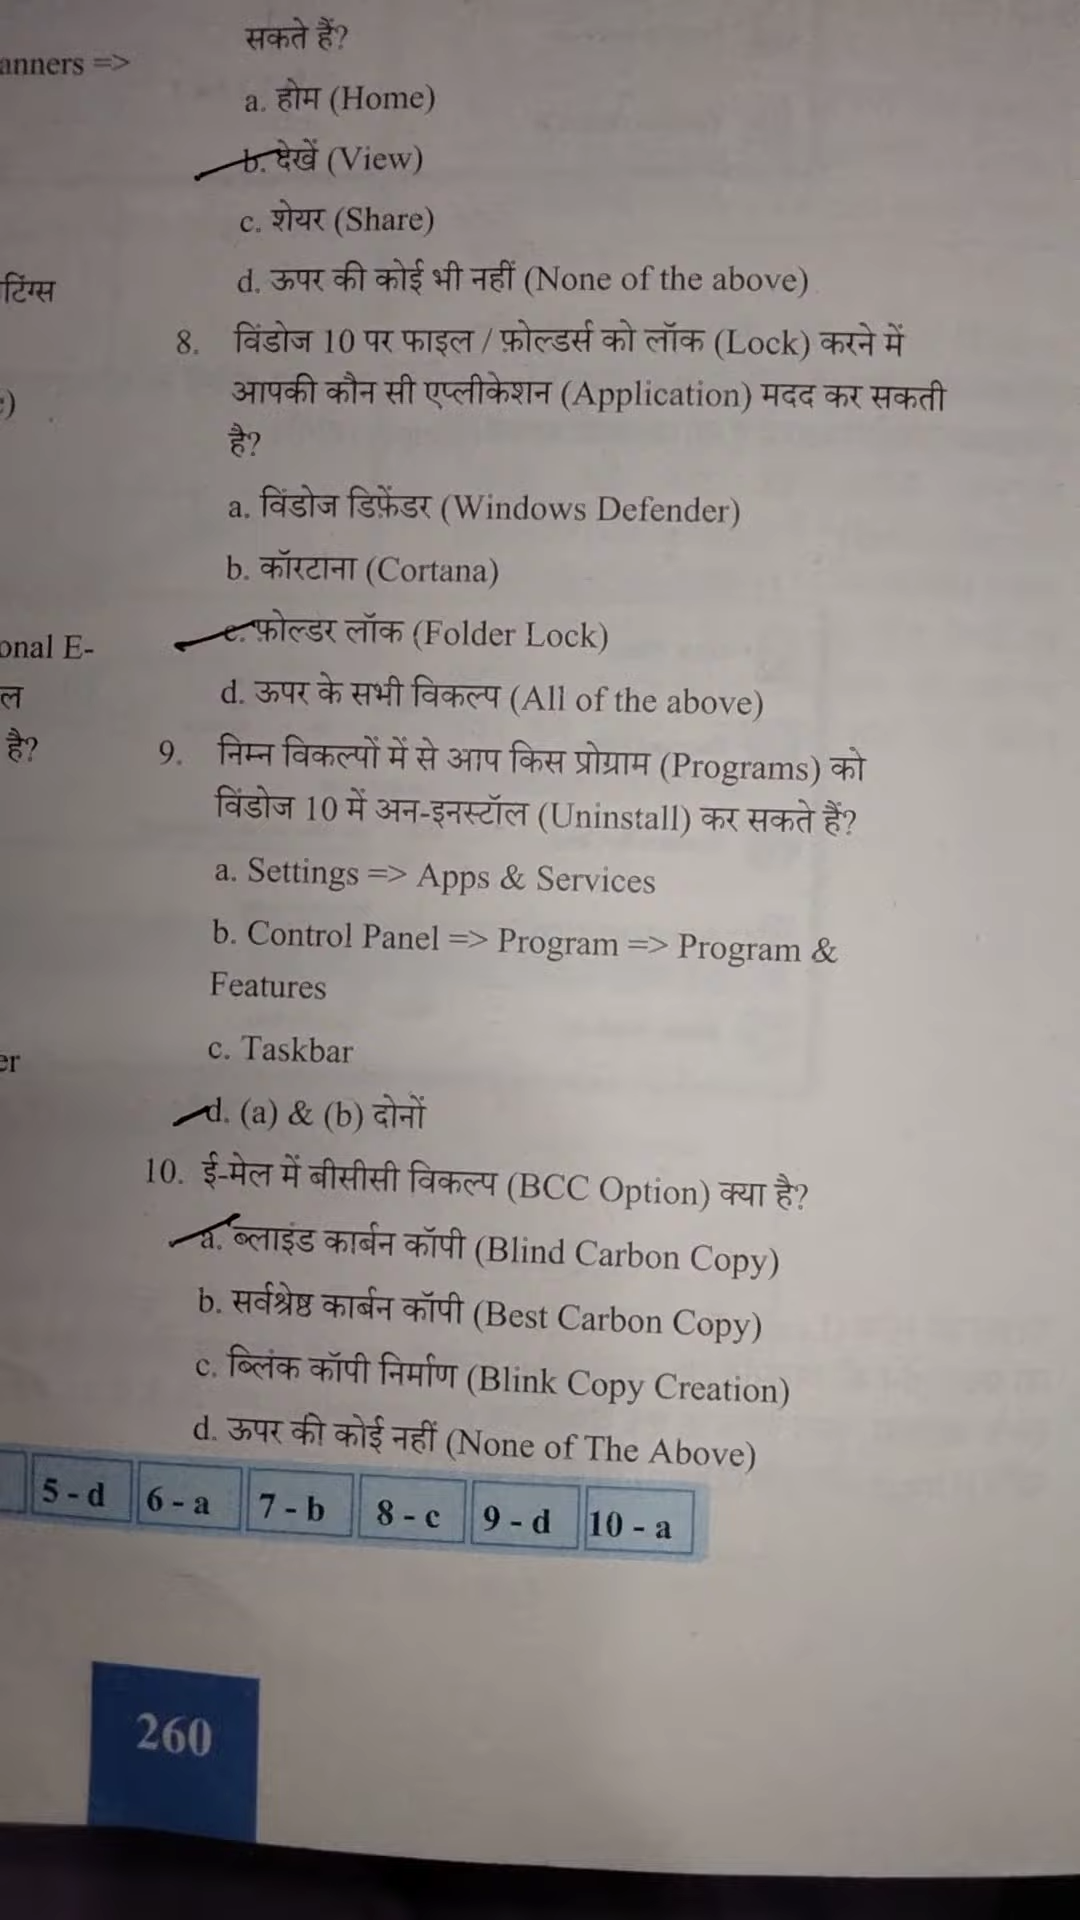 सकते हैं?
anners =>
a. होम (Home)
b. देखें (View)
c. शेयर (Share)
टिंग्स
d. ऊपर की कोई भी नहीं (None of the above)
8. विंडोज 10 पर फाइल / फ़ोल्डर्स को लॉक (Lock) करने में
आपकी कौन सी एप्लीकेशन (Application) मदद कर सकती
है?
a. विंडोज डिफ़ेंडर (Windows Defender)
b. कॉरटाना (Cortana)
c. फ़ोल्डर लॉक (Folder Lock)
onal E-
ल
d. ऊपर के सभी विकल्प (All of the above)
है?
9. निम्न विकल्पों में से आप किस प्रोग्राम (Programs) को
विंडोज 10 में अन-इनस्टॉल (Uninstall) कर सकते हैं?
a. Settings => Apps & Services
b. Control Panel => Program => Program &
Features
c. Taskbar
er
d. (a) & (b) दोनों
10. ई-मेल में बीसीसी विकल्प (BCC Option) क्या है?
a. ब्लाइंड कार्बन कॉपी (Blind Carbon Copy)
b. सर्वश्रेष्ठ कार्बन कॉपी (Best Carbon Copy)
c. ब्लिंक कॉपी निर्माण (Blink Copy Creation)
d. ऊपर की कोई नहीं (None of The Above)
5 - d 6 - a 7 - b 8 - c 9 - d 10 - a
260